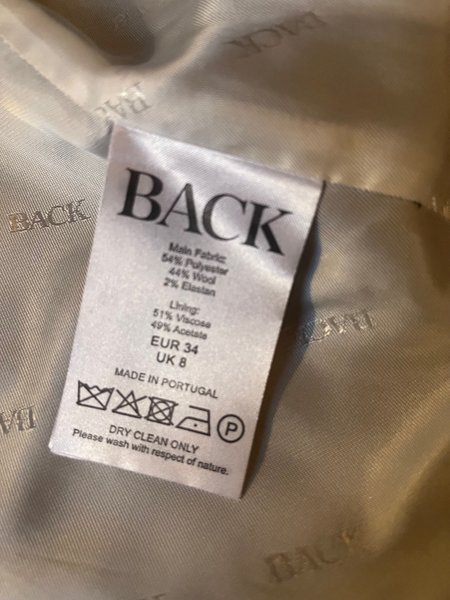 BACK
BACK
BACK
BACK
Main Fabric:
54% Polyester
44% Wool
2% Elastan
Lining:
51% Viscose
49% Acetate
EUR 34
UK 8
MADE IN PORTUGAL
P
DRY CLEAN ONLY
Please wash with respect of nature.
BACK
BACK